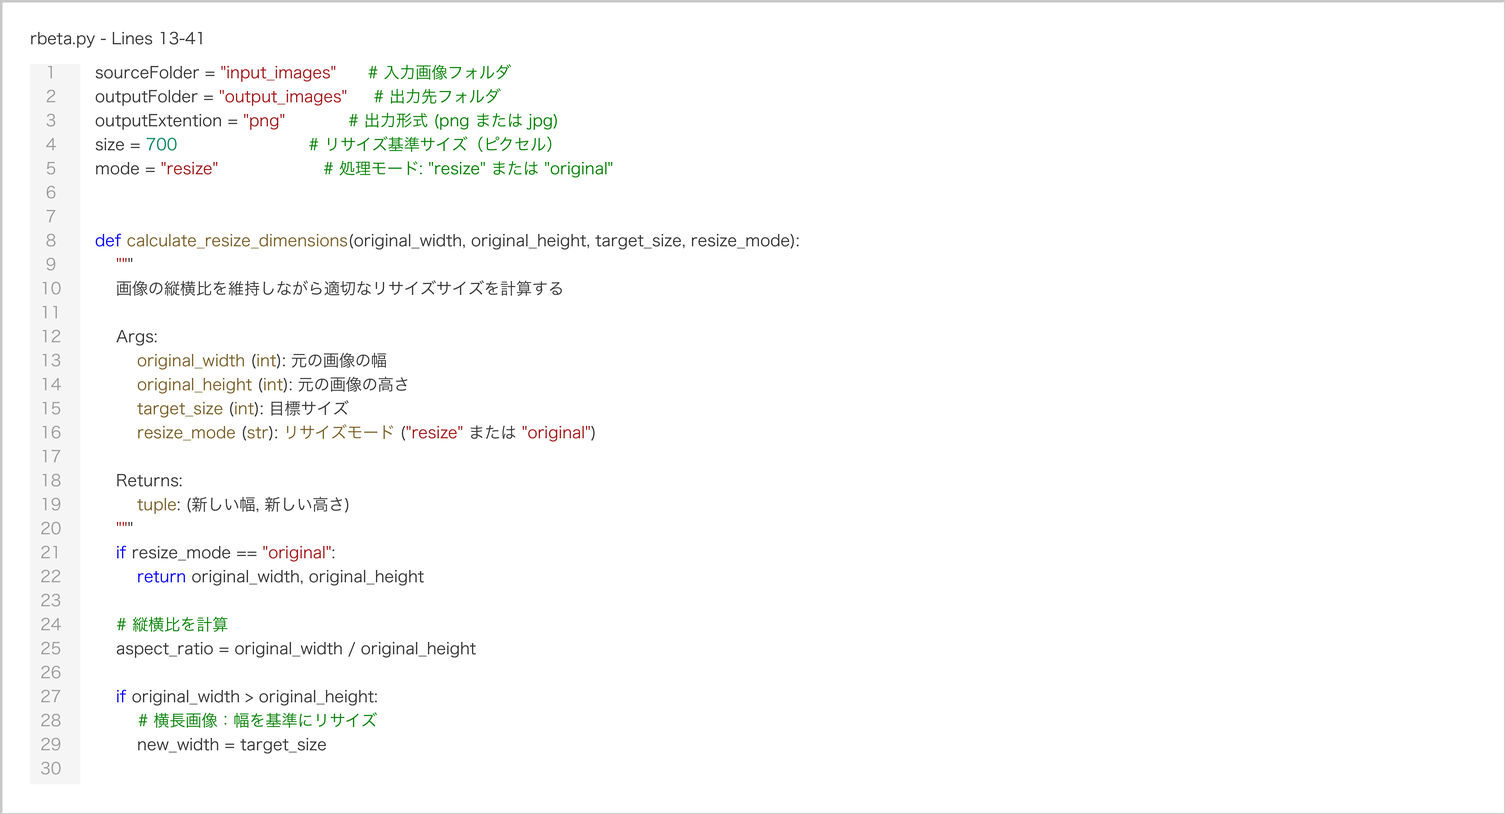 rbeta.py - Lines 13-41
1 sourceFolder = "input_images" # 入力画像フォルダ
2 outputFolder = "output_images" # 出力先フォルダ
3 outputExtention = "png" # 出力形式 (png または jpg)
4 size = 700 # リサイズ基準サイズ（ピクセル）
5 mode = "resize" # 処理モード: "resize" または "original"
6
7
8 def calculate_resize_dimensions(original_width, original_height, target_size, resize_mode):
9 """
10 画像の縦横比を維持しながら適切なリサイズサイズを計算する
11
12 Args:
13 original_width (int): 元の画像の幅
14 original_height (int): 元の画像の高さ
15 target_size (int): 目標サイズ
16 resize_mode (str): リサイズモード ("resize" または "original")
17
18 Returns:
19 tuple: (新しい幅, 新しい高さ)
20 """
21 if resize_mode == "original":
22 return original_width, original_height
23
24 # 縦横比を計算
25 aspect_ratio = original_width / original_height
26
27 if original_width > original_height:
28 # 横長画像：幅を基準にリサイズ
29 new_width = target_size
30